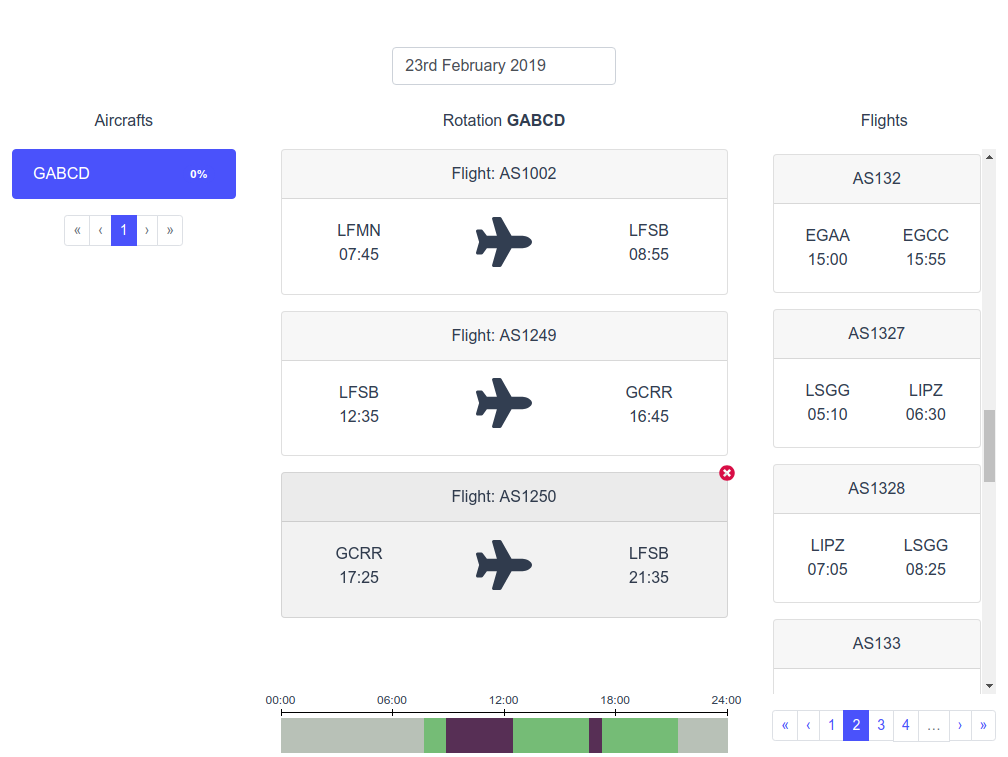 23rd February 2019
Aircrafts
GABCD 0%
« ‹ 1 › »
Rotation GABCD
Flight: AS1002
LFMN LFSB
07:45 08:55
Flight: AS1249
LFSB GCRR
12:35 16:45
Flight: AS1250
GCRR LFSB
17:25 21:35
00:00 06:00 12:00 18:00 24:00
Flights
AS132
EGAA EGCC
15:00 15:55
AS1327
LSGG LIPZ
05:10 06:30
AS1328
LIPZ LSGG
07:05 08:25
AS133
« ‹ 1 2 3 4 … › »